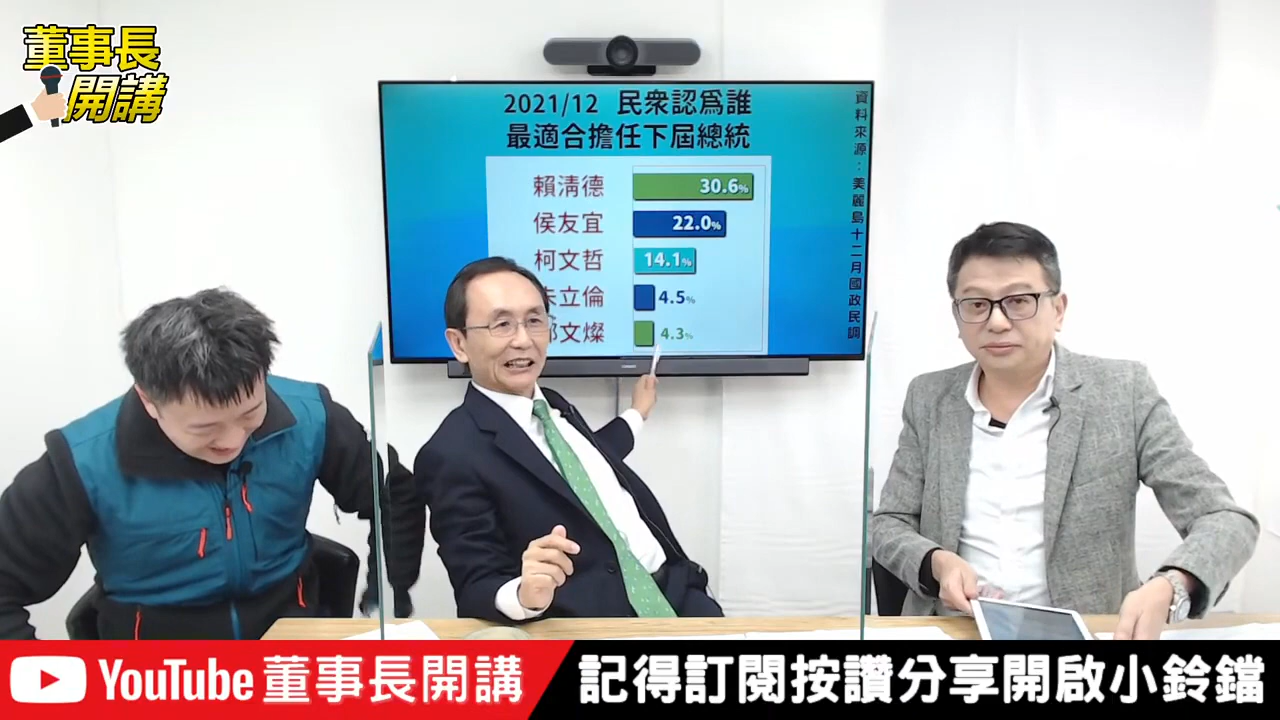 董事長
開講
2021/12 民衆認爲誰
最適合擔任下屆總統
賴清德 30.6%
侯友宜 22.0%
柯文哲 14.1%
立倫 4.5%
文燦 4.3%
資料來源：美麗島十二月國政民調
YouTube 董事長開講
記得訂閱按讚分享開啟小鈴鐺